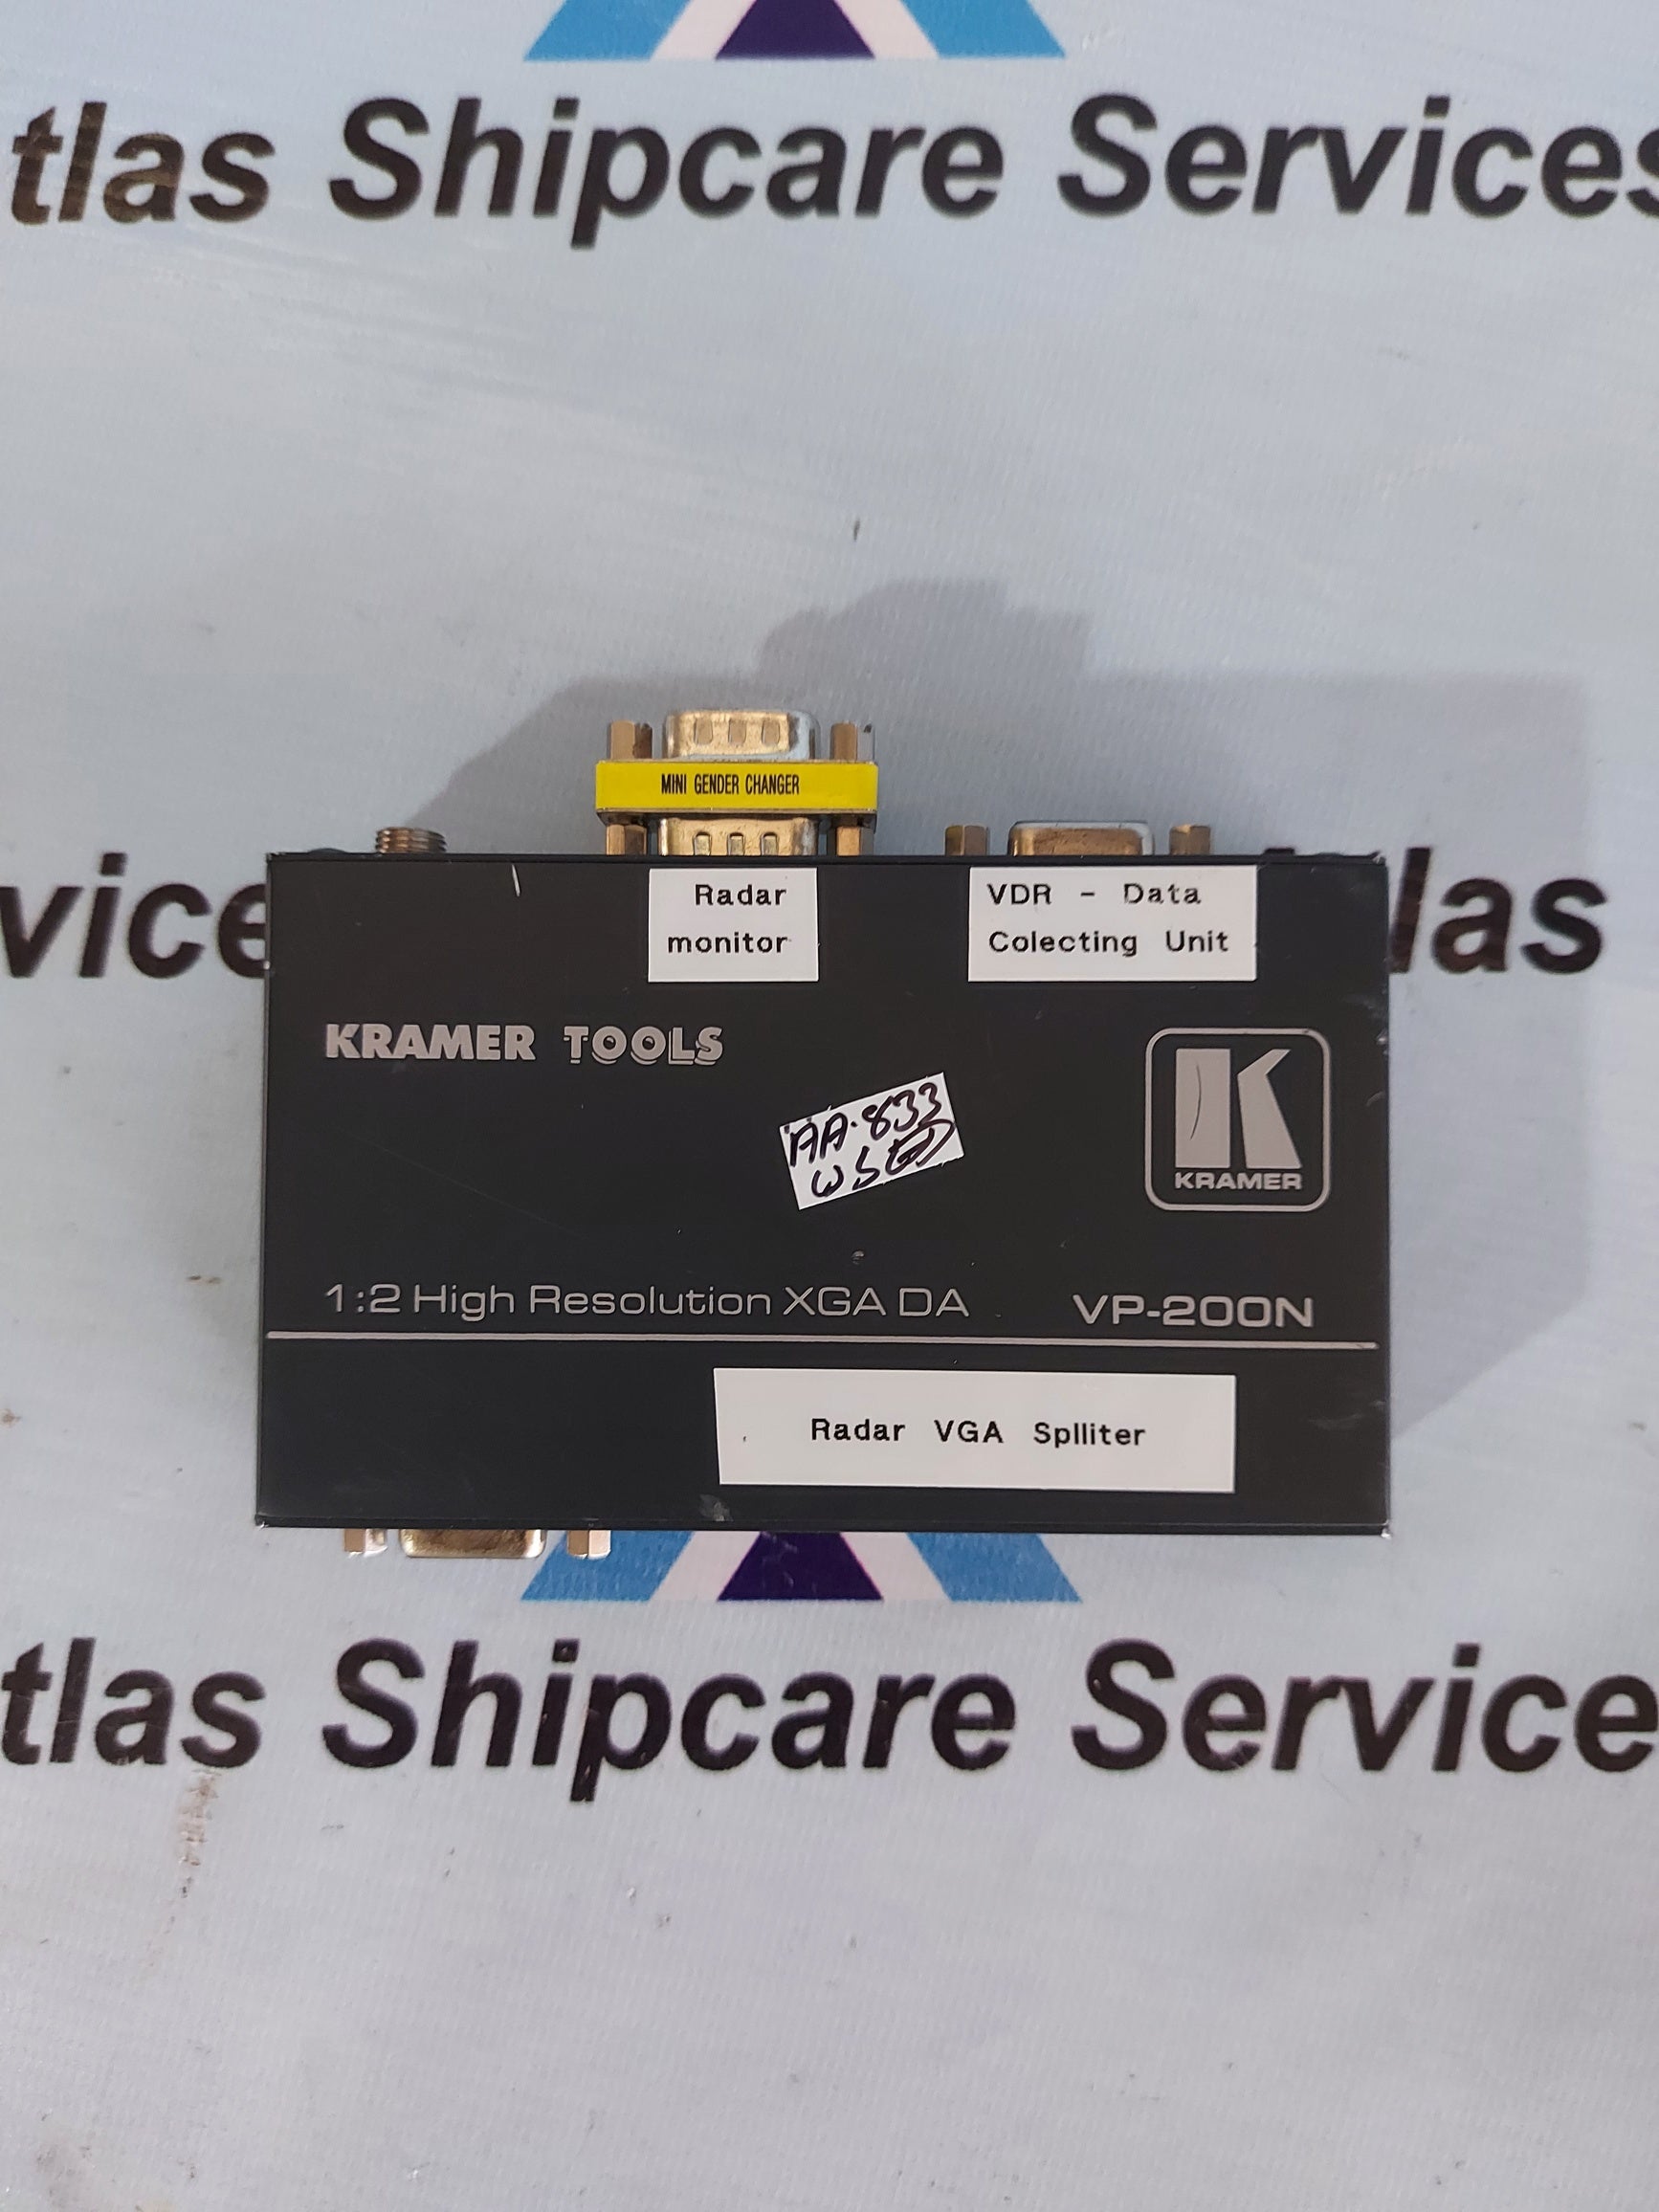 tlas Shipcare Services
MINI GENDER CHANGER
Radar
monitor
VDR - Data
Colecting Unit
vice
las
KRAMER TOOLS
K
KRAMER
AA-833
1:2 High Resolution XGA DA
VP-200N
Radar VGA Splliter
tlas Shipcare Service